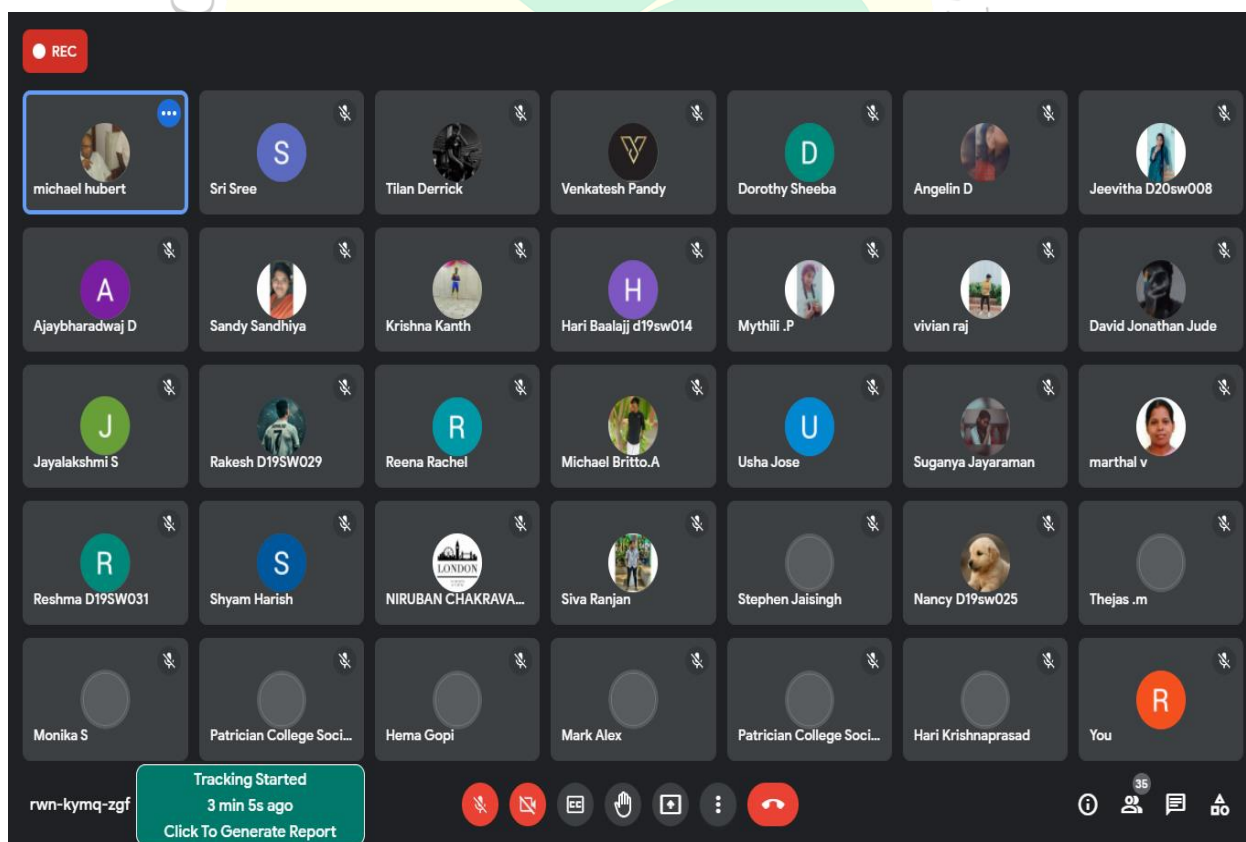 REC
michael hubert
S
Sri Sree
Tilan Derrick
Venkatesh Pandy
D
Dorothy Sheeba
Angelin D
Jeevitha D20sw008
A
Ajaybharadwaj D
Sandy Sandhiya
Krishna Kanth
H
Hari Baalajj d19sw014
Mythili .P
vivian raj
David Jonathan Jude
J
Jayalakshmi S
7
Rakesh D19SW029
R
Reena Rachel
Michael Britto.A
U
Usha Jose
Suganya Jayaraman
marthal v
R
Reshma D19SW031
S
Shyam Harish
LONDON
NIRUBAN CHAKRAVA...
Siva Ranjan
Stephen Jaisingh
Nancy D19sw025
Thejas .m
Monika S
Patrician College Soci...
Hema Gopi
Mark Alex
Patrician College Soci...
Hari Krishnaprasad
R
You
rwn-kymq-zgf
Tracking Started
3 min 5s ago
Click To Generate Report
CC
35